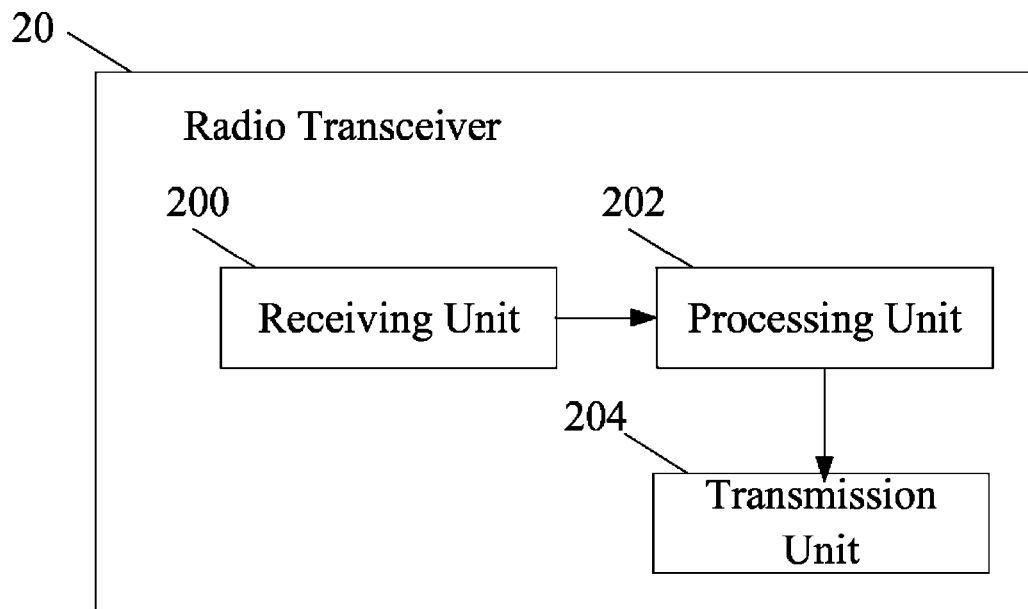 20
Radio Transceiver
200
202
Receiving Unit
Processing Unit
204
Transmission
Unit